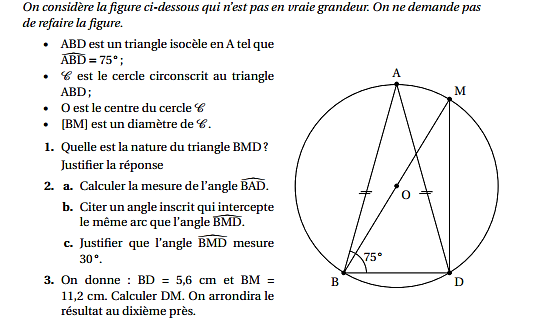 On considère la figure ci-dessous qui n'est pas en vraie grandeur. On ne demande pas
de refaire la figure.
• ABD est un triangle isocèle en A tel que
$\widehat{ABD}$ = 75° ;
• 𝒞 est le cercle circonscrit au triangle
ABD ;
• O est le centre du cercle 𝒞
• [BM] est un diamètre de 𝒞.
1. Quelle est la nature du triangle BMD ?
Justifier la réponse
2. a. Calculer la mesure de l'angle $\widehat{BAD}$.
b. Citer un angle inscrit qui intercepte
le même arc que l'angle $\widehat{BMD}$.
c. Justifier que l'angle $\widehat{BMD}$ mesure
30°.
3. On donne : BD = 5,6 cm et BM =
11,2 cm. Calculer DM. On arrondira le
résultat au dixième près.
A
M
O
75°
B
D